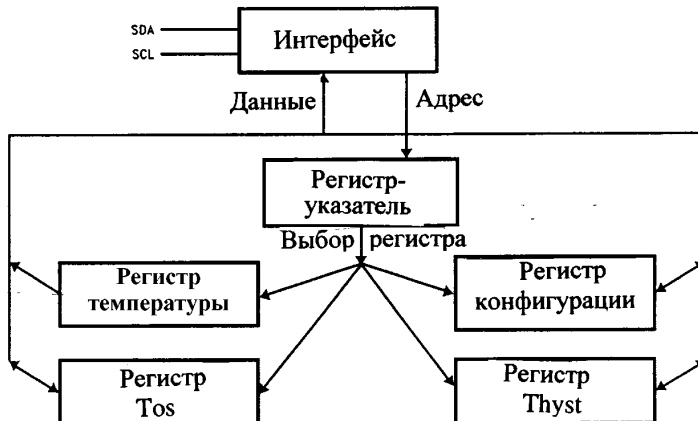 SDA
SCL
Интерфейс
Данные
Адрес
Регистр-
указатель
Выбор регистра
Регистр
температуры
Регистр
конфигурации
Регистр
Tos
Регистр
Thyst